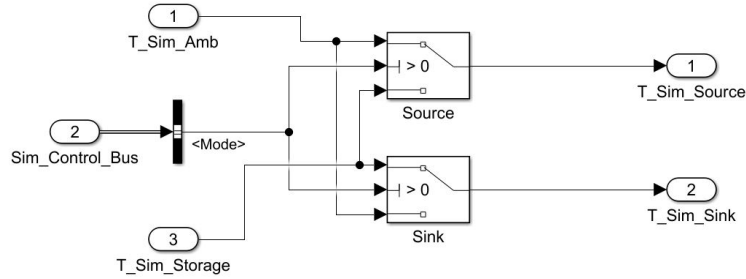 1
T_Sim_Amb
> 0
1
T_Sim_Source
Source
2
Sim_Control_Bus
<Mode>
> 0
2
T_Sim_Sink
Sink
3
T_Sim_Storage